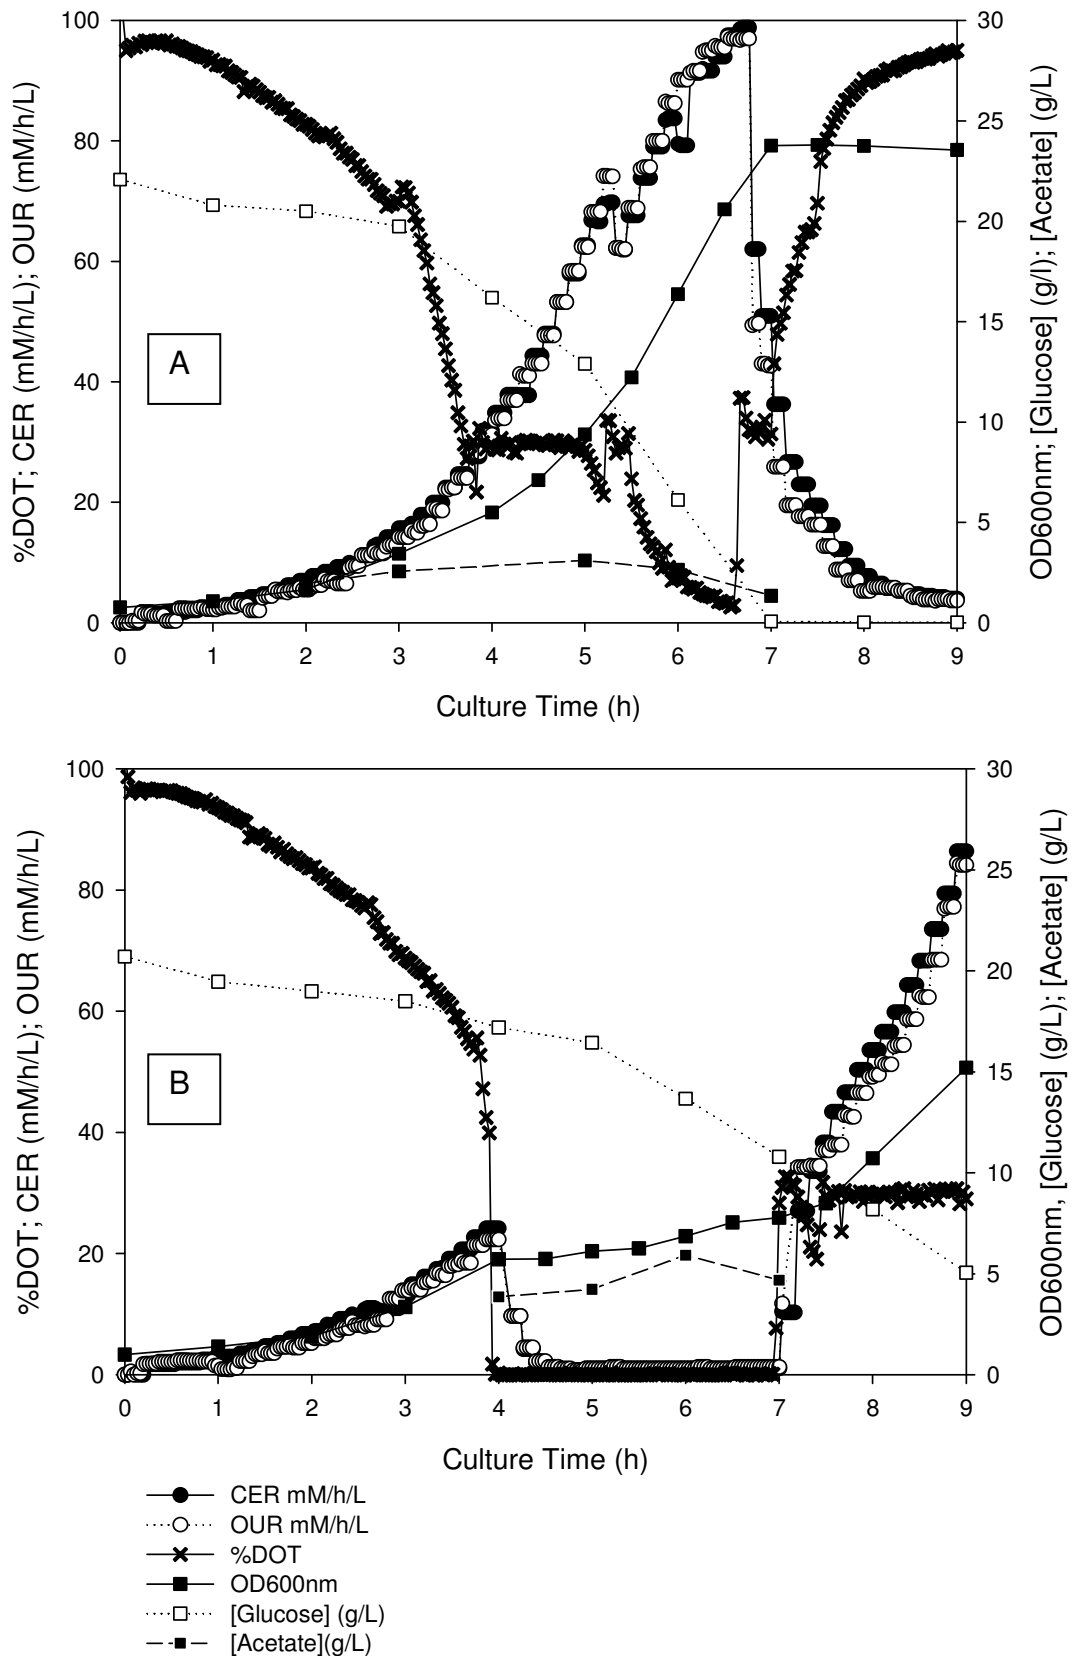 %DOT; CER (mM/h/L); OUR (mM/h/L)
100
80
60
40
20
0
A
30
25
20
15
10
5
0
OD600nm; [Glucose] (g/l); [Acetate] (g/L)
0 1 2 3 4 5 6 7 8 9
Culture Time (h)
%DOT; CER (mM/h/L); OUR (mM/h/L)
100
80
60
40
20
0
B
30
25
20
15
10
5
0
OD600nm, [Glucose] (g/L); [Acetate] (g/L)
0 1 2 3 4 5 6 7 8 9
Culture Time (h)
CER mM/h/L
OUR mM/h/L
%DOT
OD600nm
[Glucose] (g/L)
[Acetate](g/L)